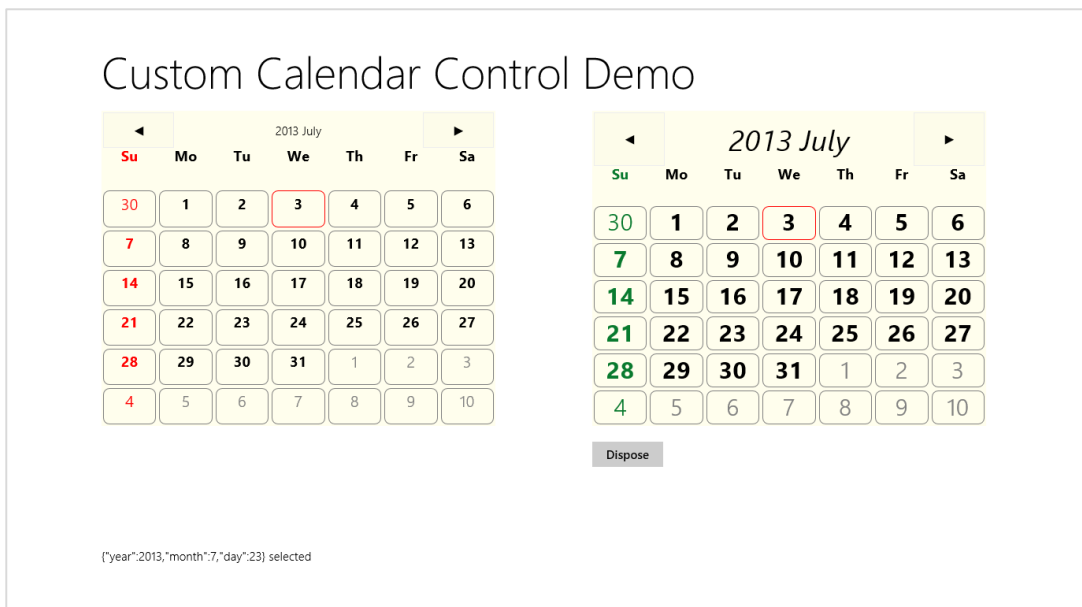 Custom Calendar Control Demo
◄ 2013 July ►
Su Mo Tu We Th Fr Sa
30 1 2 3 4 5 6
7 8 9 10 11 12 13
14 15 16 17 18 19 20
21 22 23 24 25 26 27
28 29 30 31 1 2 3
4 5 6 7 8 9 10
◄ 2013 July ►
Su Mo Tu We Th Fr Sa
30 1 2 3 4 5 6
7 8 9 10 11 12 13
14 15 16 17 18 19 20
21 22 23 24 25 26 27
28 29 30 31 1 2 3
4 5 6 7 8 9 10
Dispose
{"year":2013,"month":7,"day":23} selected